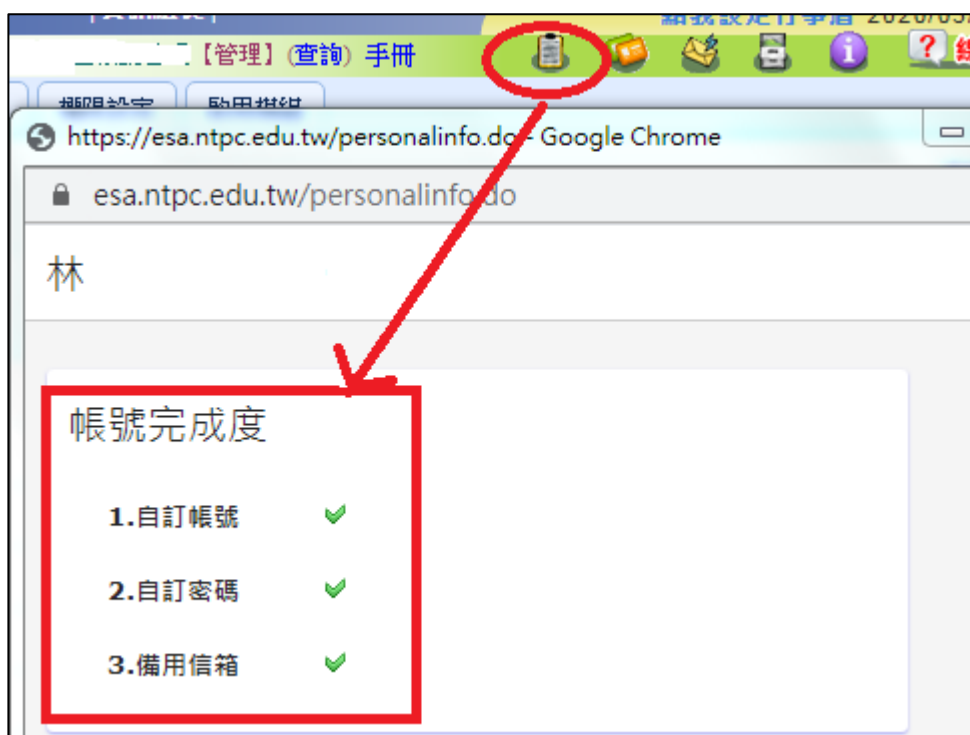 【管理】(查詢) 手冊
https://esa.ntpc.edu.tw/personalinfo.do - Google Chrome
esa.ntpc.edu.tw/personalinfo.do
林
帳號完成度
1.自訂帳號
2.自訂密碼
3.備用信箱